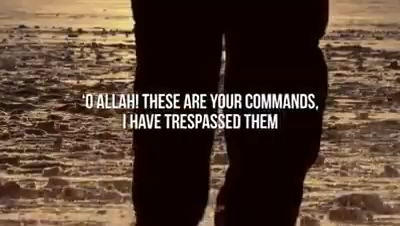 'O ALLAH! THESE ARE YOUR COMMANDS,
I HAVE TRESPASSED THEM